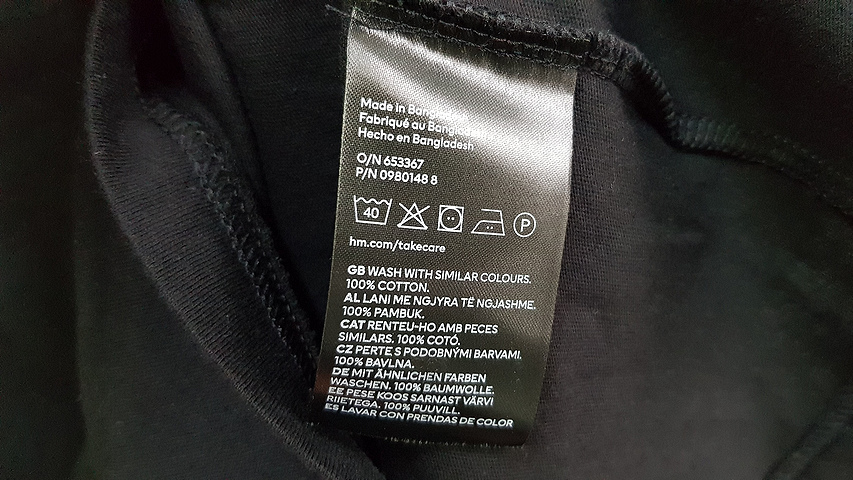 Made in Bangladesh
Fabriqué au Bangladesh
Hecho en Bangladesh
O/N 653367
P/N 0980148 8
40 P
hm.com/takecare
GB WASH WITH SIMILAR COLOURS.
100% COTTON.
AL LANI ME NGJYRA TË NGJASHME.
100% PAMBUK.
CAT RENTEU-HO AMB PECES
SIMILARS. 100% COTÓ.
CZ PERTE S PODOBNÝMI BARVAMI.
100% BAVLNA.
DE MIT ÄHNLICHEN FARBEN
WASCHEN. 100% BAUMWOLLE.
EE PESE KOOS SARNAST VÄRVI
RIIETEGA. 100% PUUVILL.
ES LAVAR CON PRENDAS DE COLOR